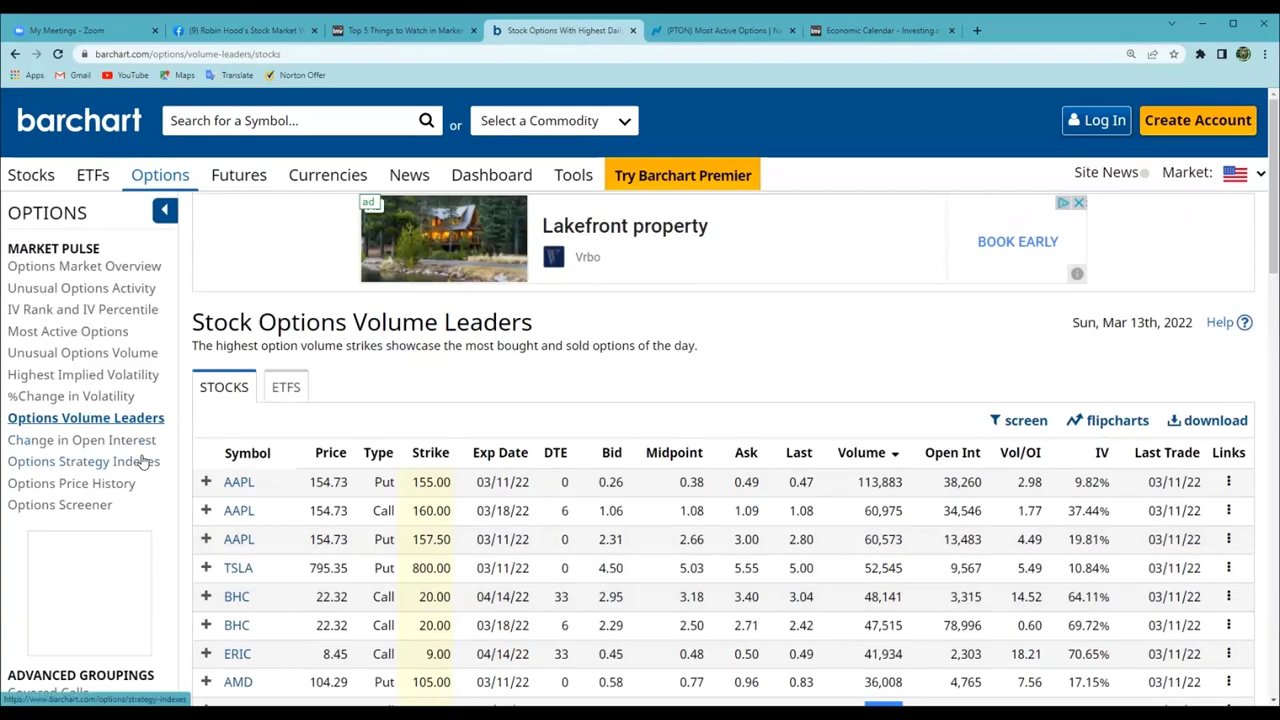 My Meetings - Zoom
(9) Robin Hood's Stock Market W
Top 5 Things to Watch in Market
Stock Options With Highest Daily
(PTON) Most Active Options | N
Economic Calendar - Investing.c
barchart.com/options/volume-leaders/stocks
Apps Gmail YouTube Maps Translate Norton Offer
barchart Search for a Symbol... or Select a Commodity Log In Create Account
Stocks ETFs Options Futures Currencies News Dashboard Tools Try Barchart Premier Site News Market:
OPTIONS
MARKET PULSE
Options Market Overview
Unusual Options Activity
IV Rank and IV Percentile
Most Active Options
Unusual Options Volume
Highest Implied Volatility
%Change in Volatility
Options Volume Leaders
Change in Open Interest
Options Strategy Indexes
Options Price History
Options Screener
ADVANCED GROUPINGS
Covered Calls
https://www.barchart.com/options/strategy-indexes
ad
Lakefront property
Vrbo
BOOK EARLY
Stock Options Volume Leaders
Sun, Mar 13th, 2022 Help ?
The highest option volume strikes showcase the most bought and sold options of the day.
STOCKS ETFS
screen flipcharts download
Symbol Price Type Strike Exp Date DTE Bid Midpoint Ask Last Volume Open Int Vol/OI IV Last Trade Links
+ AAPL 154.73 Put 155.00 03/11/22 0 0.26 0.38 0.49 0.47 113,883 38,260 2.98 9.82% 03/11/22
+ AAPL 154.73 Call 160.00 03/18/22 6 1.06 1.08 1.09 1.08 60,975 34,546 1.77 37.44% 03/11/22
+ AAPL 154.73 Put 157.50 03/11/22 0 2.31 2.66 3.00 2.80 60,573 13,483 4.49 19.81% 03/11/22
+ TSLA 795.35 Put 800.00 03/11/22 0 4.50 5.03 5.55 5.00 52,545 9,567 5.49 10.84% 03/11/22
+ BHC 22.32 Call 20.00 04/14/22 33 2.95 3.18 3.40 3.04 48,141 3,315 14.52 64.11% 03/11/22
+ BHC 22.32 Call 20.00 03/18/22 6 2.29 2.50 2.71 2.42 47,515 78,996 0.60 69.72% 03/11/22
+ ERIC 8.45 Call 9.00 04/14/22 33 0.45 0.48 0.50 0.49 41,934 2,303 18.21 70.65% 03/11/22
+ AMD 104.29 Put 105.00 03/11/22 0 0.58 0.77 0.96 0.83 36,008 4,765 7.56 17.15% 03/11/22